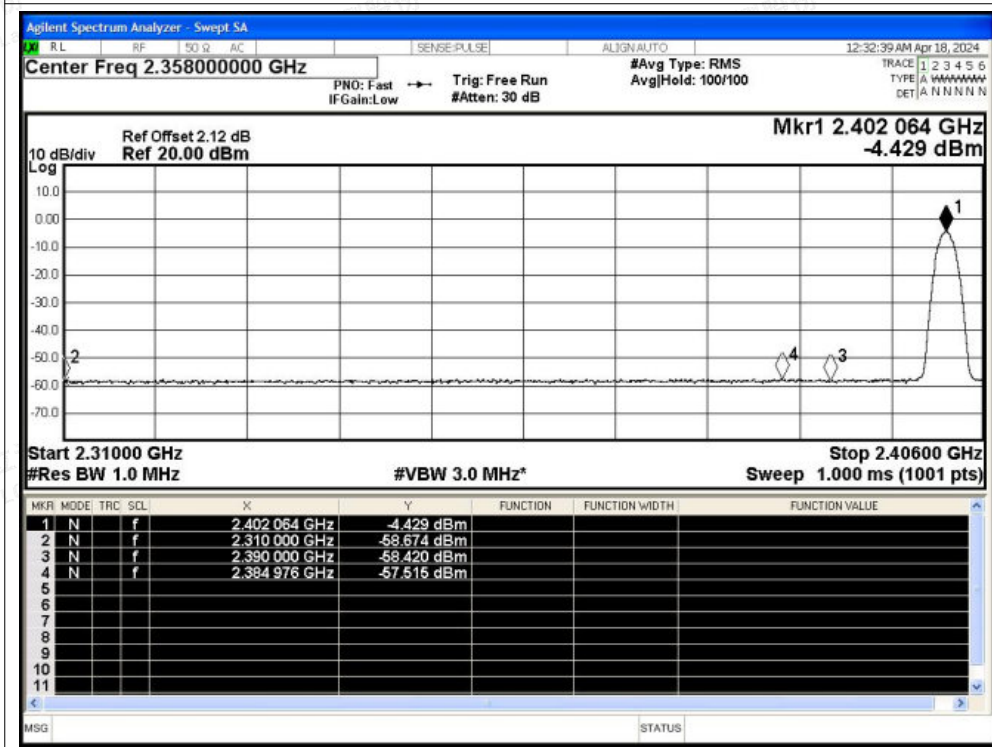 Agilent Spectrum Analyzer - Swept SA
RL RF 50 Ω AC SENSE:PULSE ALIGN AUTO 12:32:39 AM Apr 18, 2024
Center Freq 2.358000000 GHz
PNO: Fast
IFGain:Low
Trig: Free Run
#Atten: 30 dB
#Avg Type: RMS
Avg|Hold: 100/100
TRACE 1 2 3 4 5 6
TYPE A
DET A N N N N N
Ref Offset 2.12 dB
Ref 20.00 dBm
10 dB/div
Log
Mkr1 2.402 064 GHz
-4.429 dBm
10.0
0.00
-10.0
-20.0
-30.0
-40.0
-50.0
-60.0
-70.0
1
2
4
3
Start 2.31000 GHz Stop 2.40600 GHz
#Res BW 1.0 MHz #VBW 3.0 MHz* Sweep 1.000 ms (1001 pts)
MKR MODE TRC SCL X Y FUNCTION FUNCTION WIDTH FUNCTION VALUE
1 N f 2.402 064 GHz -4.429 dBm
2 N f 2.310 000 GHz -58.674 dBm
3 N f 2.390 000 GHz -58.420 dBm
4 N f 2.384 976 GHz -57.515 dBm
5
6
7
8
9
10
11
MSG STATUS